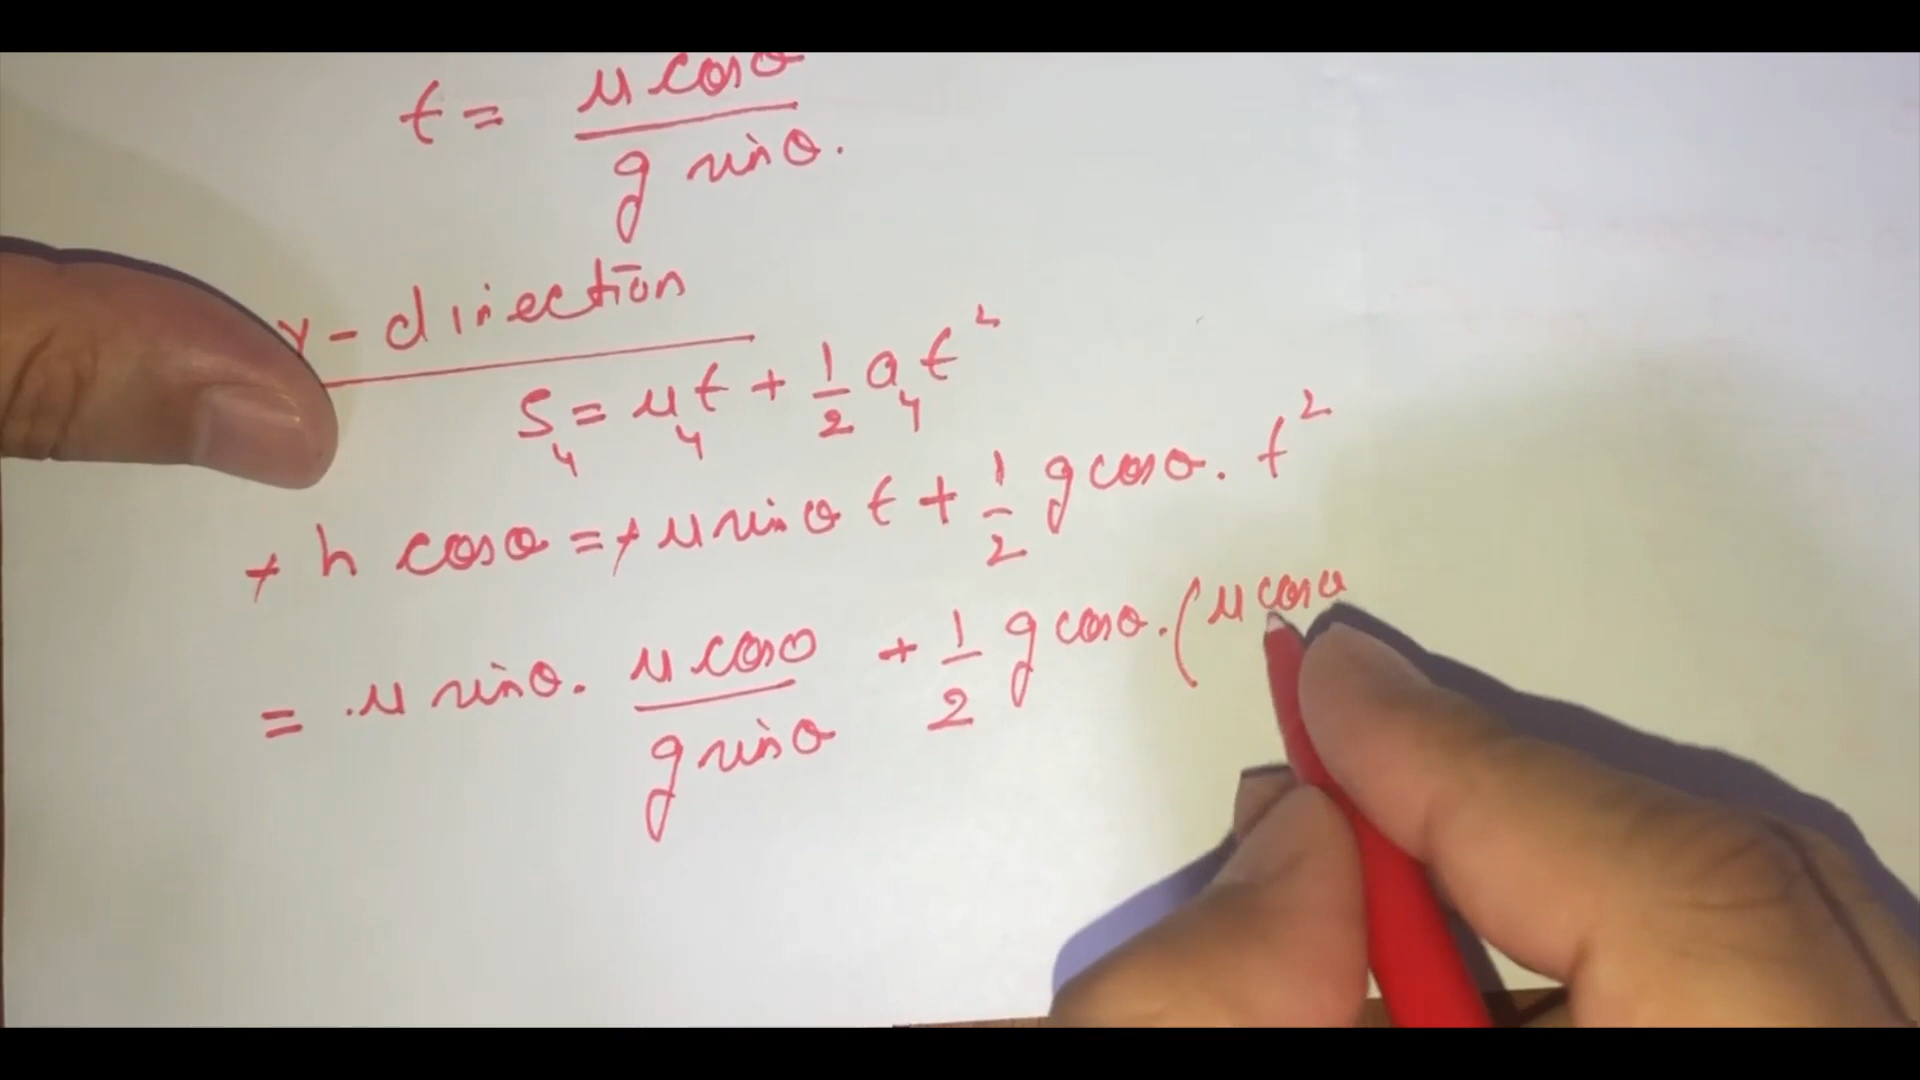 t = u cosθ / g sinθ.
Y-direction
S_y = u_y t + 1/2 a_y t²
+ h cosθ = + u sinθ t + 1/2 g cosθ . t²
= . u sinθ . u cosθ / g sinθ + 1/2 g cosθ . (u cosθ